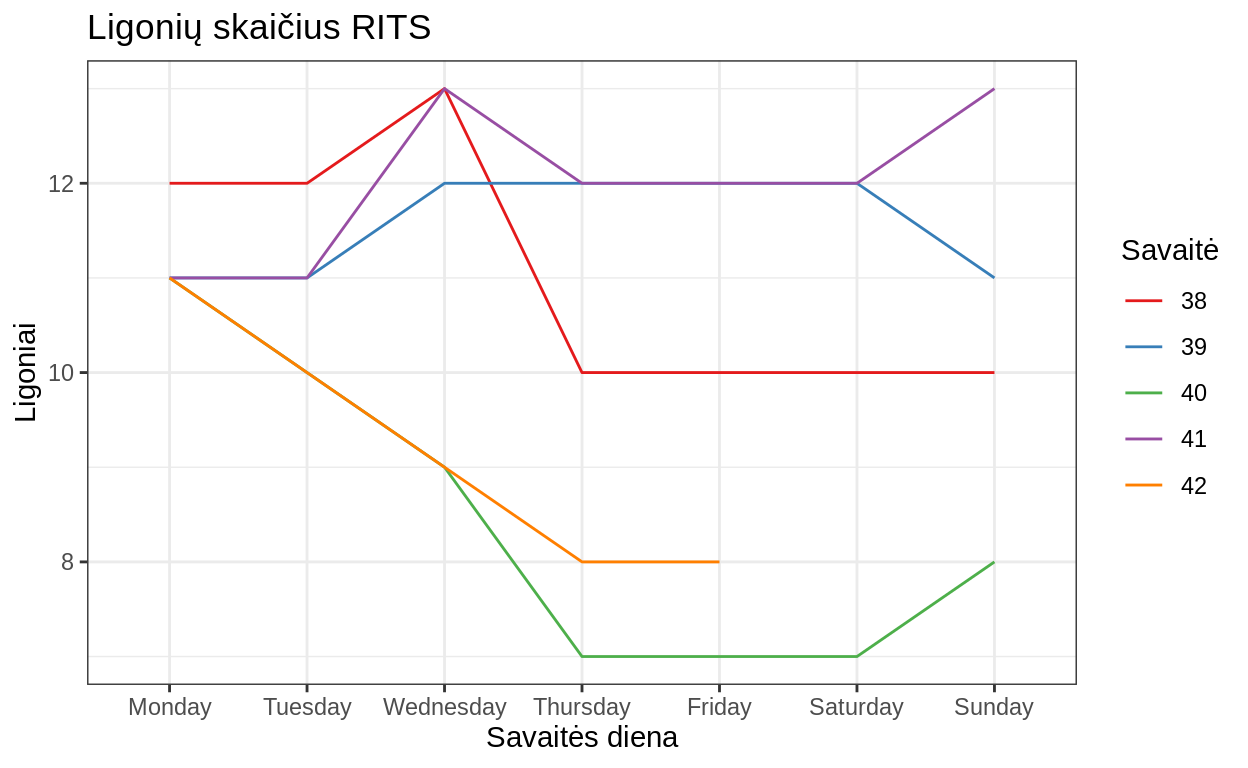 Ligonių skaičius RITS
Ligoniai
12
10
8
Monday Tuesday Wednesday Thursday Friday Saturday Sunday
Savaitės diena
Savaitė
38
39
40
41
42